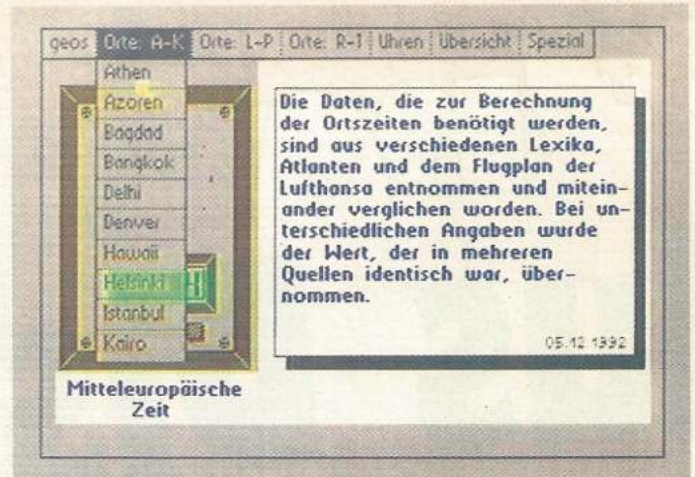 geos Orte: A-K Orte: L-P Orte: R-T Uhren Übersicht Spezial
Athen
Azoren
Bagdad
Bangkok
Delhi
Denver
Hawaii
Helsinki
Istanbul
Kairo
Mitteleuropäische
Zeit
Die Daten, die zur Berechnung
der Ortszeiten benötigt werden,
sind aus verschiedenen Lexika,
Atlanten und dem Flugplan der
Lufthansa entnommen und mitein-
ander verglichen worden. Bei un-
terschiedlichen Angaben wurde
der Wert, der in mehreren
Quellen identisch war, über-
nommen.
05.12.1992